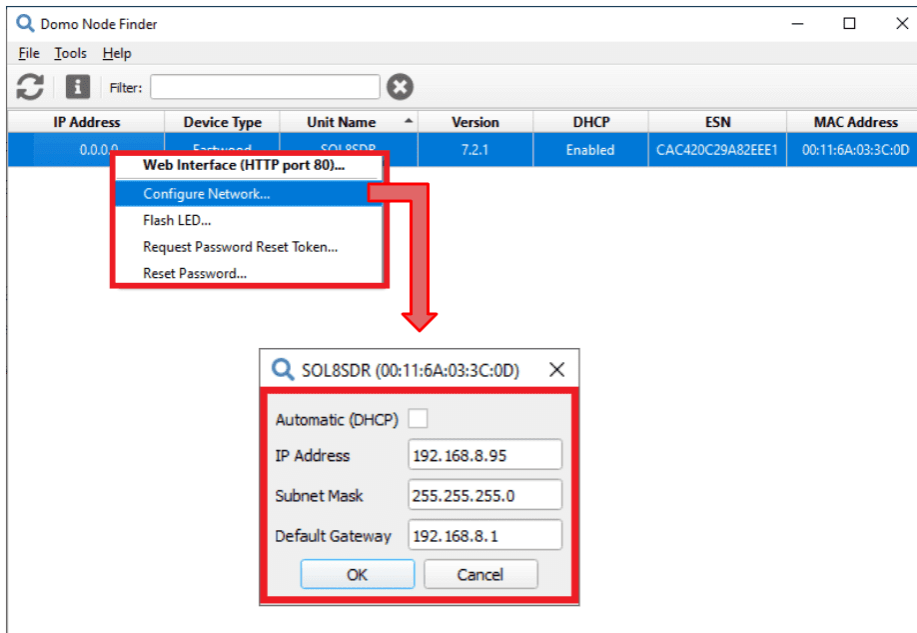 Domo Node Finder
File Tools Help
Filter:
IP Address Device Type Unit Name Version DHCP ESN MAC Address
0.0.0.0 Eastwood SOL8SDR 7.2.1 Enabled CAC420C29A82EEE1 00:11:6A:03:3C:0D
Web Interface (HTTP port 80)...
Configure Network...
Flash LED...
Request Password Reset Token...
Reset Password...
SOL8SDR (00:11:6A:03:3C:0D)
Automatic (DHCP)
IP Address 192.168.8.95
Subnet Mask 255.255.255.0
Default Gateway 192.168.8.1
OK Cancel